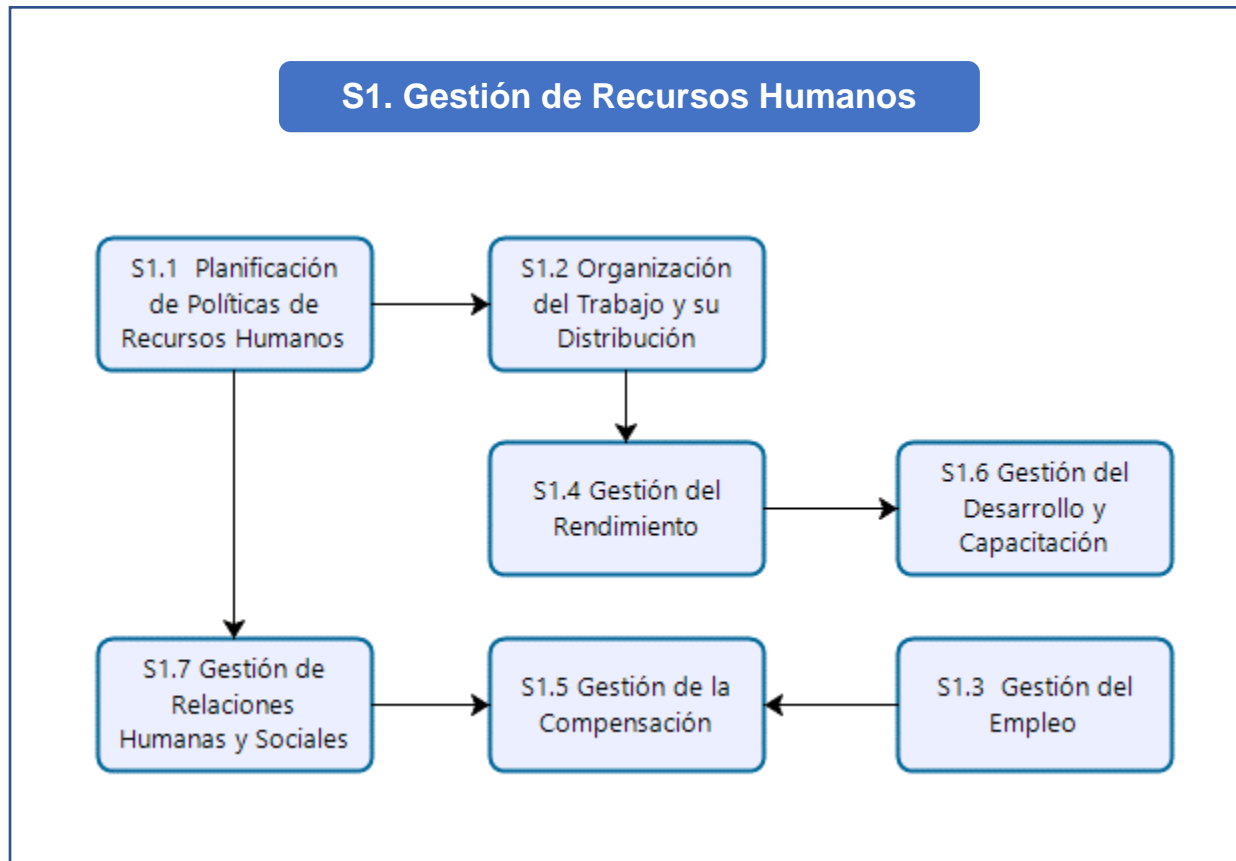 S1. Gestión de Recursos Humanos
S1.1 Planificación
de Políticas de
Recursos Humanos
S1.2 Organización
del Trabajo y su
Distribución
S1.4 Gestión del
Rendimiento
S1.6 Gestión del
Desarrollo y
Capacitación
S1.7 Gestión de
Relaciones
Humanas y Sociales
S1.5 Gestión de la
Compensación
S1.3 Gestión del
Empleo